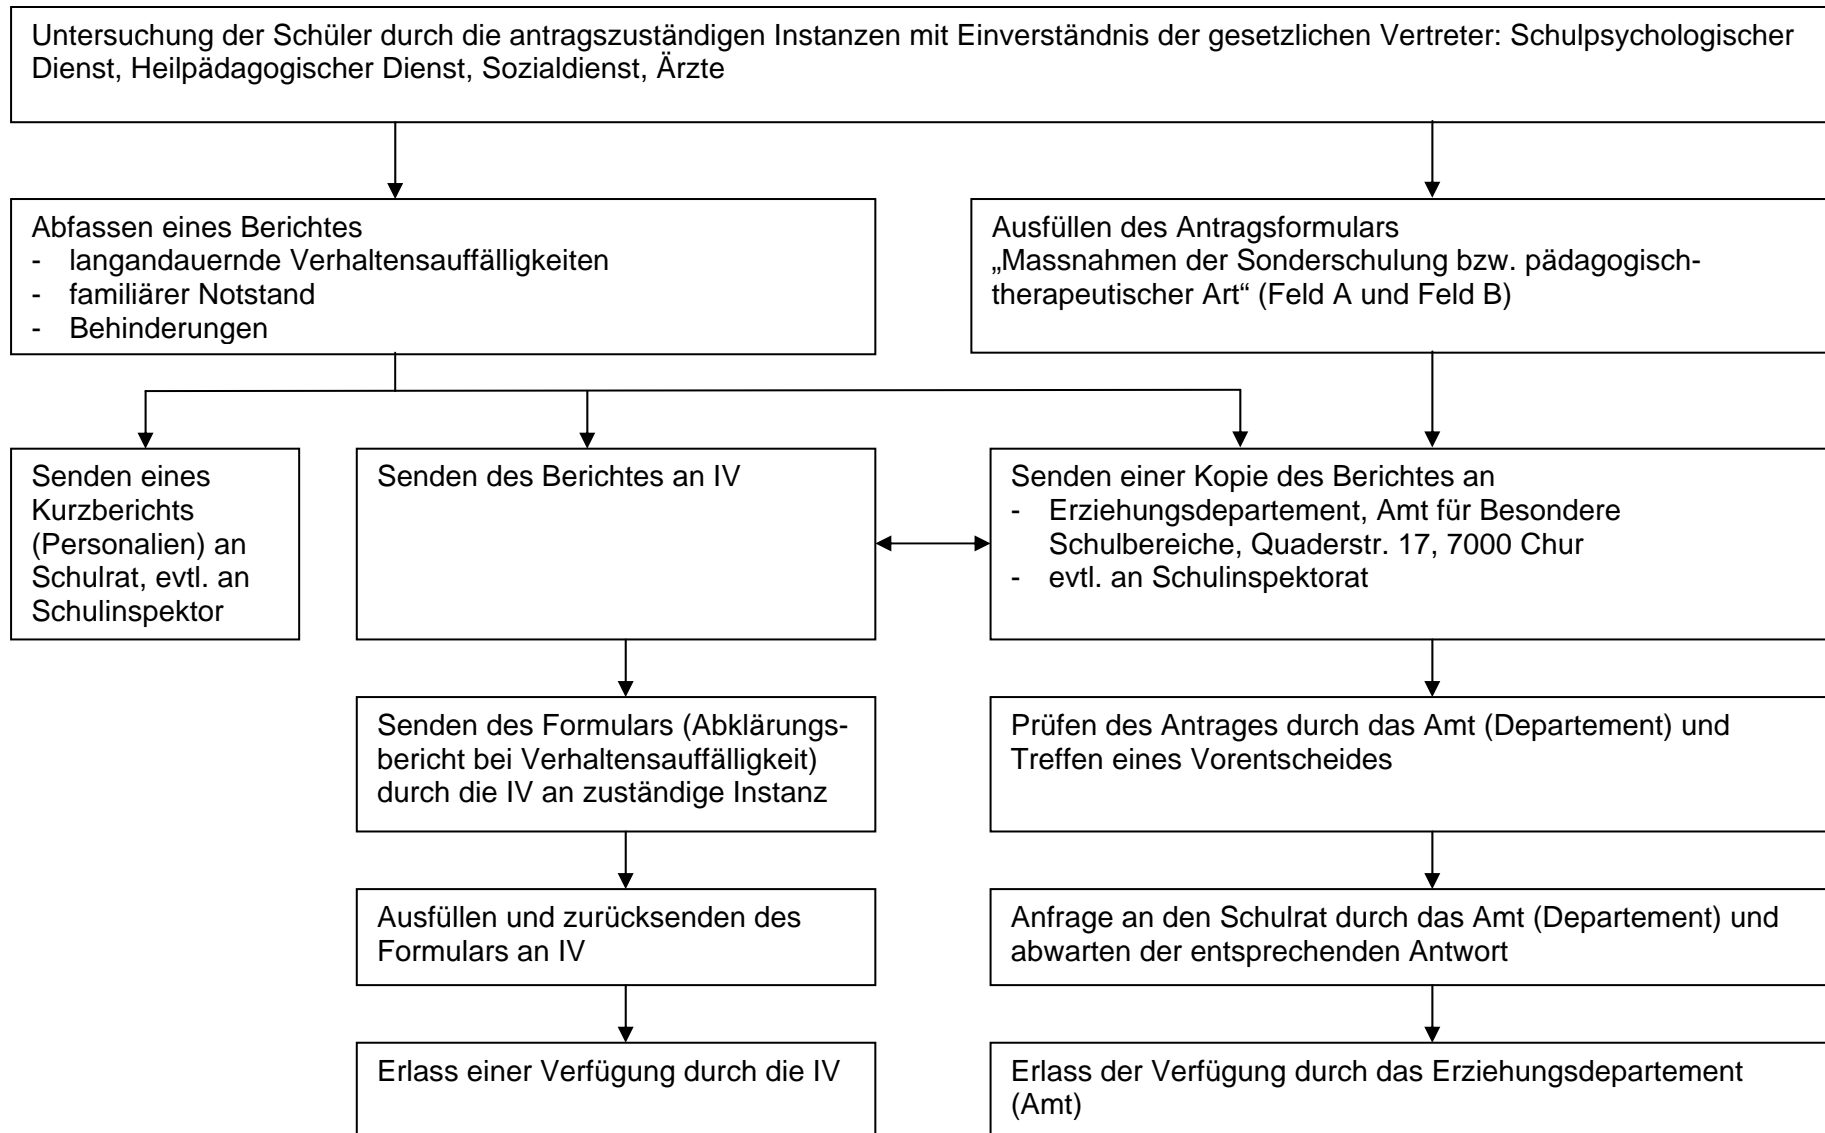 Untersuchung der Schüler durch die antragszuständigen Instanzen mit Einverständnis der gesetzlichen Vertreter: Schulpsychologischer
Dienst, Heilpädagogischer Dienst, Sozialdienst, Ärzte
Abfassen eines Berichtes
- langandauernde Verhaltensauffälligkeiten
- familiärer Notstand
- Behinderungen
Ausfüllen des Antragsformulars
„Massnahmen der Sonderschulung bzw. pädagogisch-
therapeutischer Art“ (Feld A und Feld B)
Senden eines
Kurzberichts
(Personalien) an
Schulrat, evtl. an
Schulinspektor
Senden des Berichtes an IV
Senden einer Kopie des Berichtes an
- Erziehungsdepartement, Amt für Besondere
Schulbereiche, Quaderstr. 17, 7000 Chur
- evtl. an Schulinspektorat
Senden des Formulars (Abklärungs-
bericht bei Verhaltensauffälligkeit)
durch die IV an zuständige Instanz
Prüfen des Antrages durch das Amt (Departement) und
Treffen eines Vorentscheides
Ausfüllen und zurücksenden des
Formulars an IV
Anfrage an den Schulrat durch das Amt (Departement) und
abwarten der entsprechenden Antwort
Erlass einer Verfügung durch die IV
Erlass der Verfügung durch das Erziehungsdepartement
(Amt)